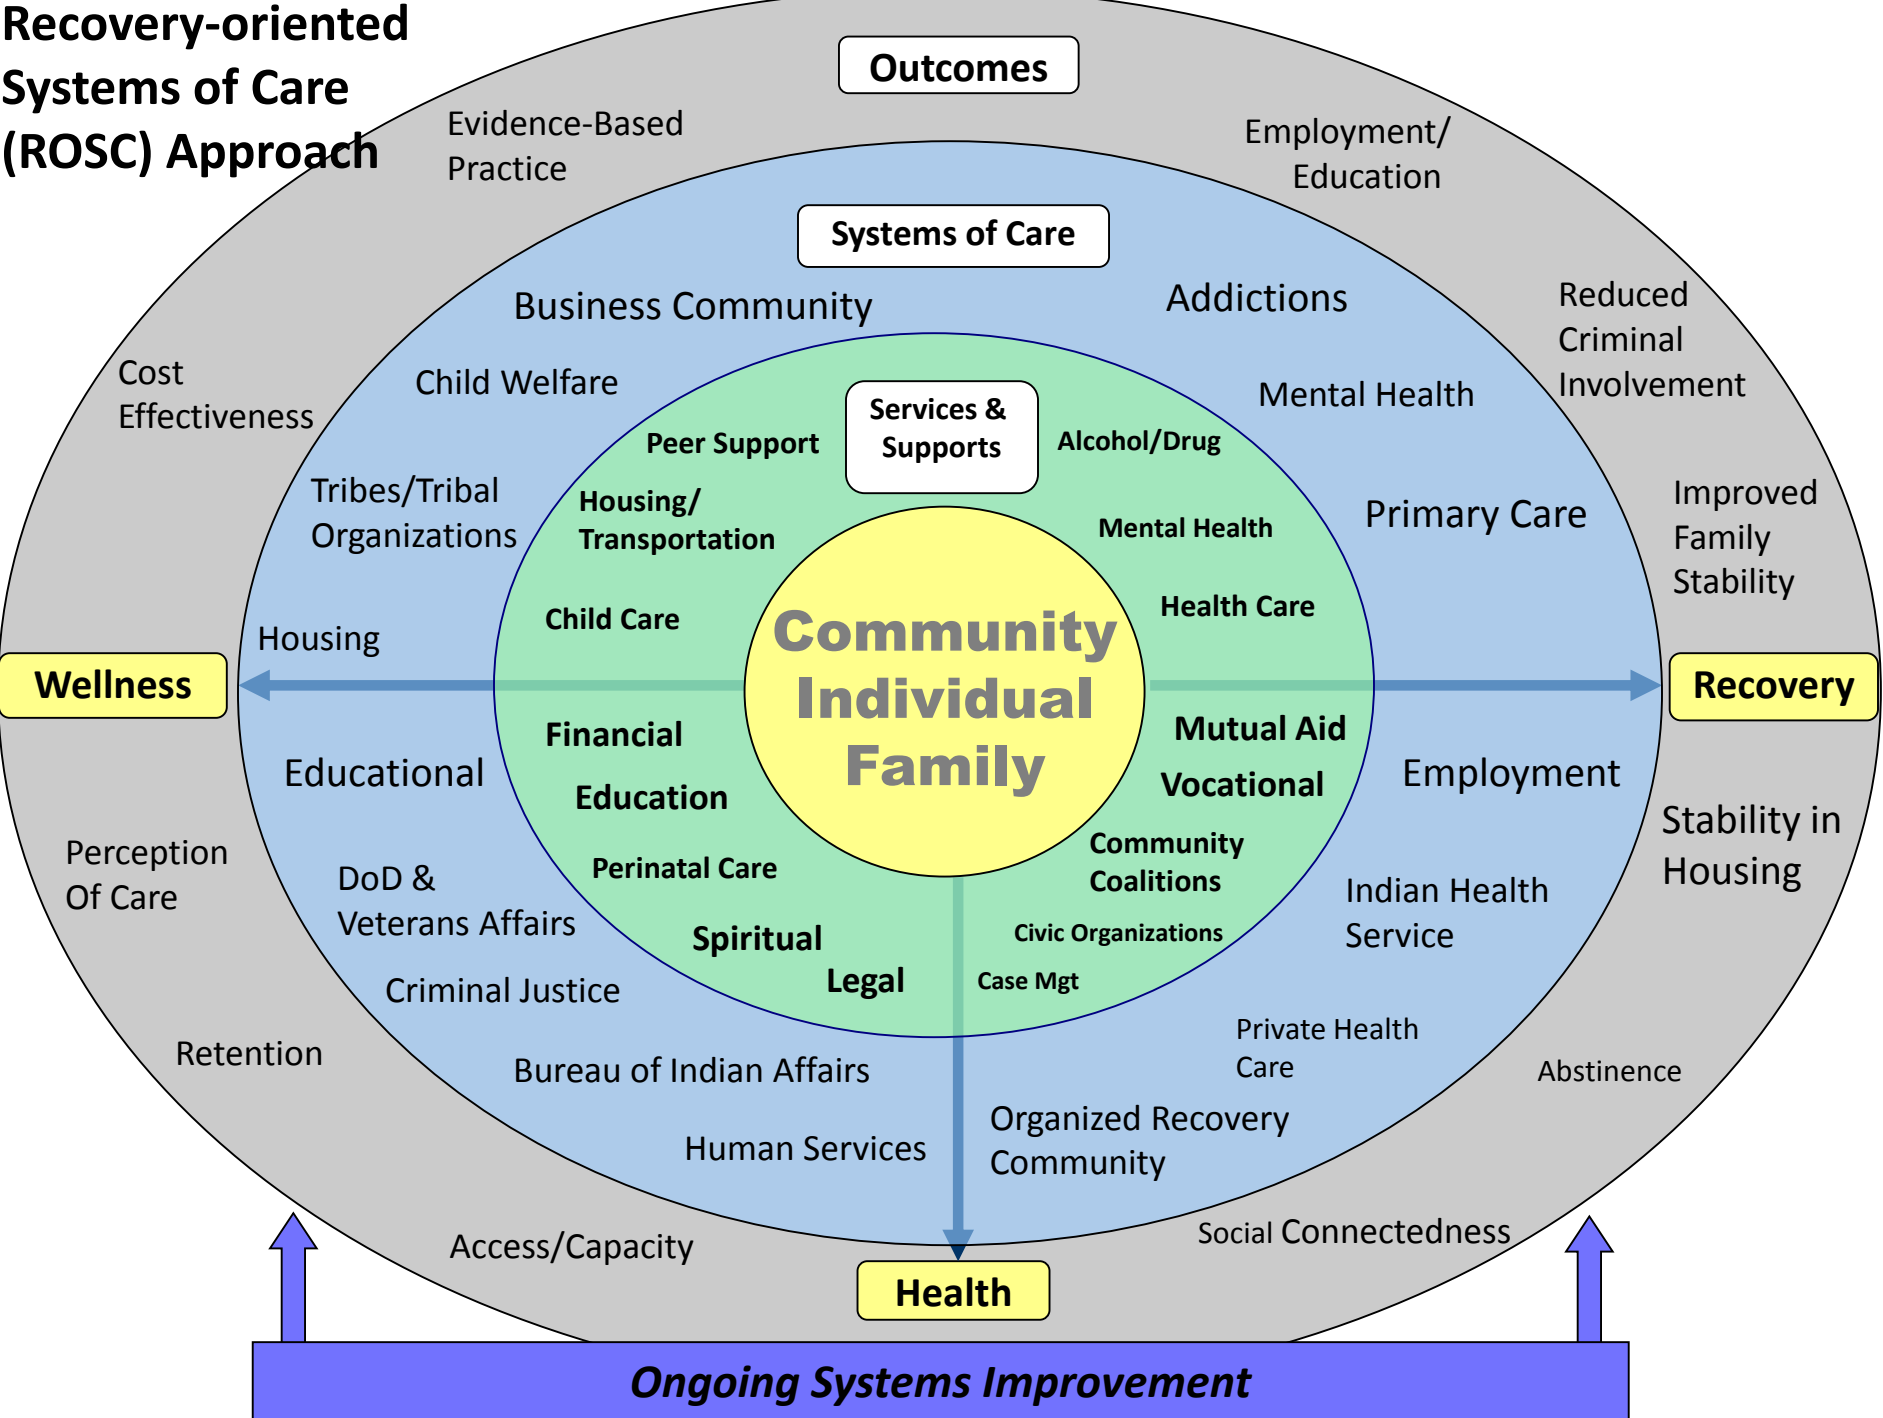 Recovery-oriented
Systems of Care
(ROSC) Approach
Outcomes
Evidence-Based
Practice
Employment/
Education
Systems of Care
Business Community
Addictions
Reduced
Criminal
Involvement
Cost
Effectiveness
Child Welfare
Mental Health
Services &
Supports
Peer Support
Alcohol/Drug
Tribes/Tribal
Organizations
Housing/
Transportation
Mental Health
Primary Care
Improved
Family
Stability
Child Care
Health Care
Housing
Community
Individual
Family
Wellness
Recovery
Financial
Mutual Aid
Educational
Education
Vocational
Employment
Stability in
Housing
Perception
Of Care
DoD &
Veterans Affairs
Perinatal Care
Community
Coalitions
Indian Health
Service
Spiritual
Civic Organizations
Legal
Case Mgt
Criminal Justice
Retention
Bureau of Indian Affairs
Private Health
Care
Abstinence
Human Services
Organized Recovery
Community
Access/Capacity
Social Connectedness
Health
Ongoing Systems Improvement